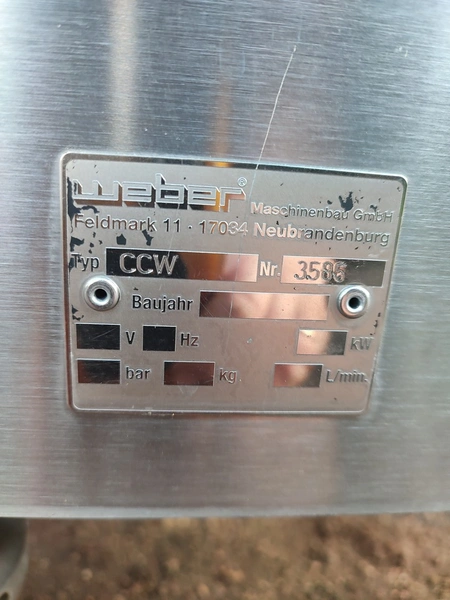 weber® Maschinenbau GmbH
Feldmark 11 · 17034 Neubrandenburg
Typ CCW Nr. 3586
Baujahr
V Hz kW
bar kg L/min.